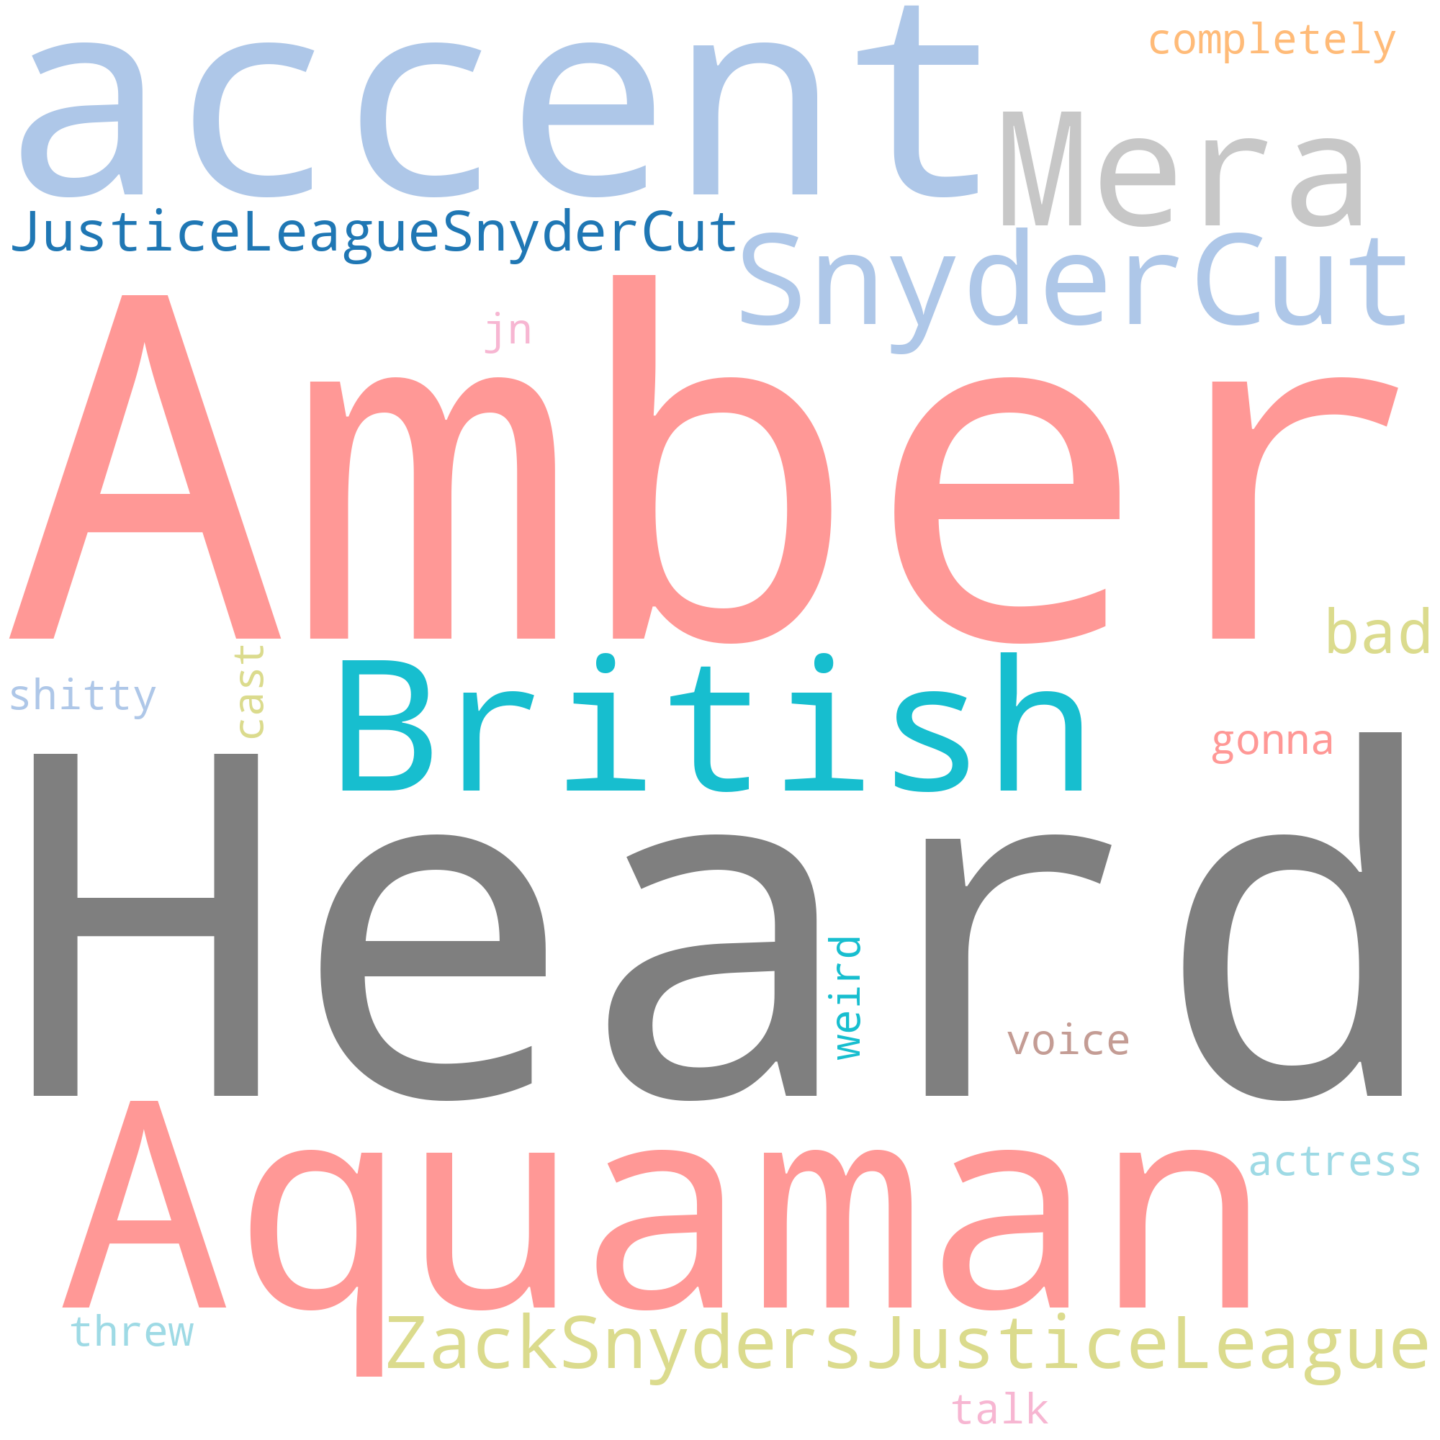 completely
accent
Mera
JusticeLeagueSnyderCut
SnyderCut
jn
Amber
bad
shitty
cast
British
gonna
Heard
weird
voice
Aquaman
actress
threw
ZackSnydersJusticeLeague
talk